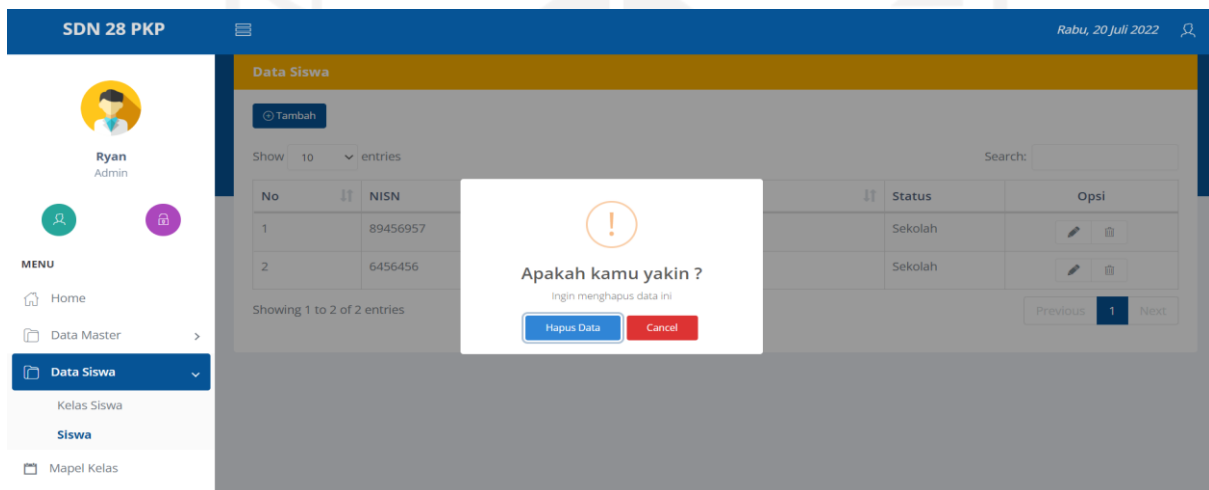 SDN 28 PKP
Rabu, 20 Juli 2022
Ryan
Admin
MENU
Home
Data Master
Data Siswa
Kelas Siswa
Siswa
Mapel Kelas
Data Siswa
Tambah
Show 10 entries
Search:
No NISN Status Opsi
1 89456957 Sekolah
2 6456456 Sekolah
Showing 1 to 2 of 2 entries
Previous 1 Next
!
Apakah kamu yakin ?
Ingin menghapus data ini
Hapus Data Cancel